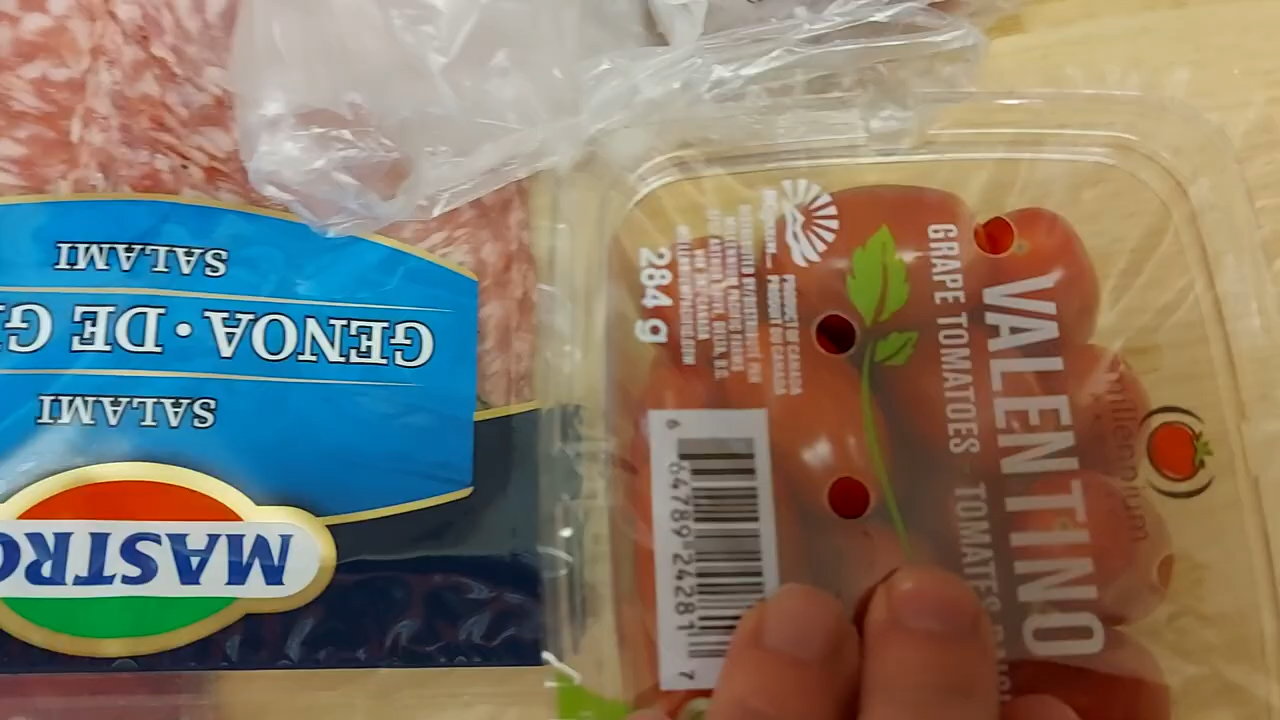 MASTRO
SALAMI
GENOA • DE G
SALAMI
millennium
VALENTINO
GRAPE TOMATOES
TOMATES
PRODUCT OF CANADA
PRODUIT DU CANADA
284 g
6 64789 24281 7